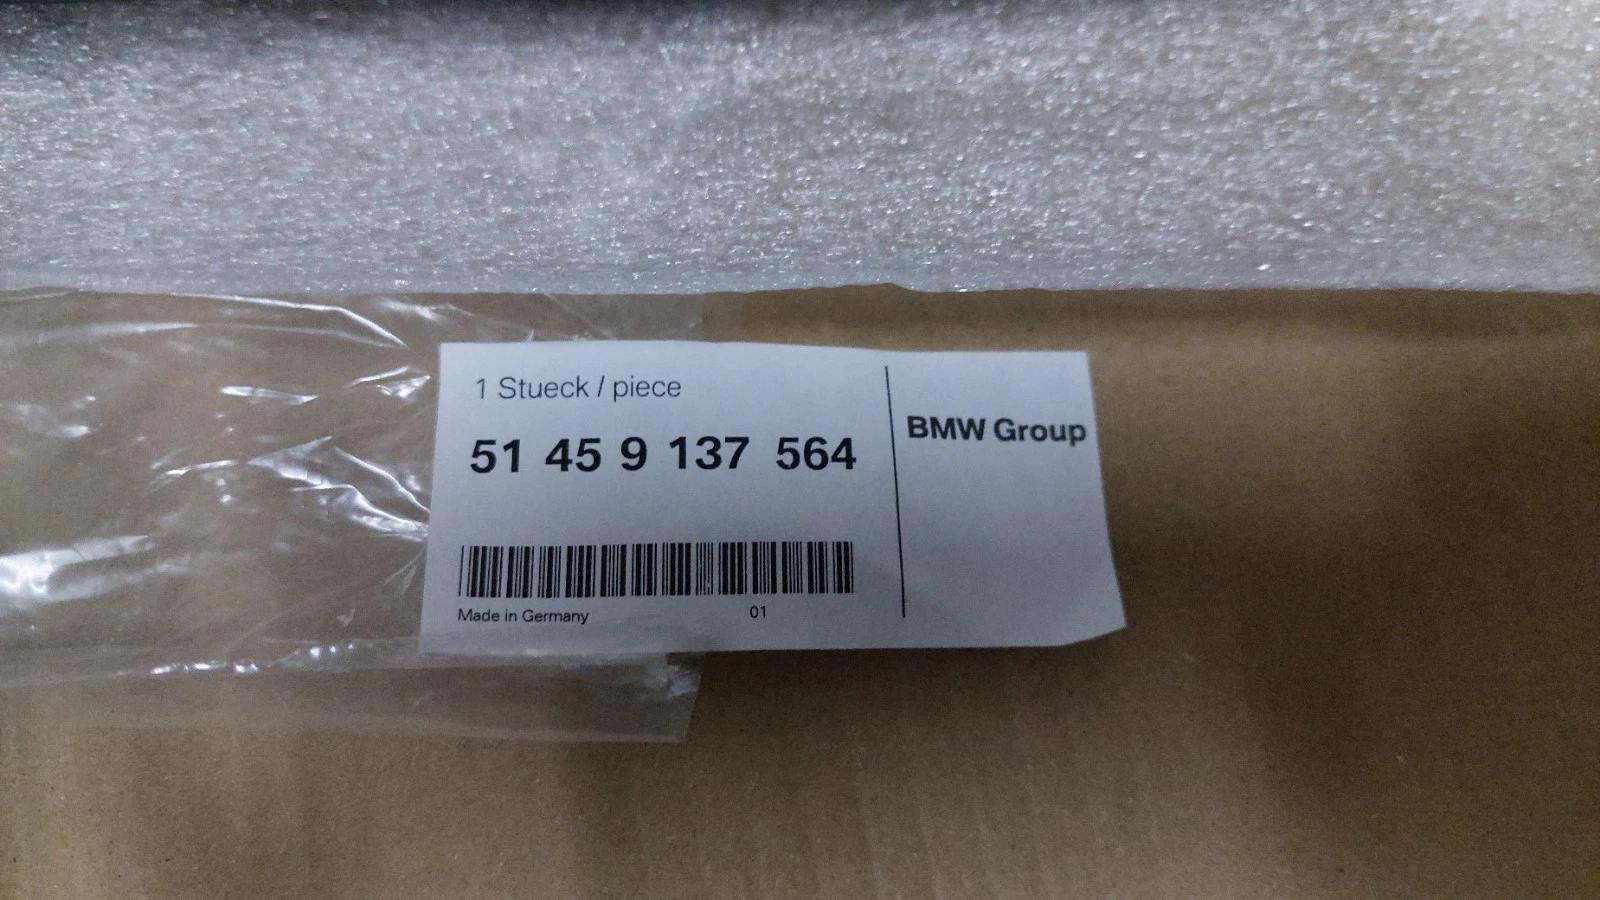 1 Stueck / piece
51 45 9 137 564
BMW Group
Made in Germany
01